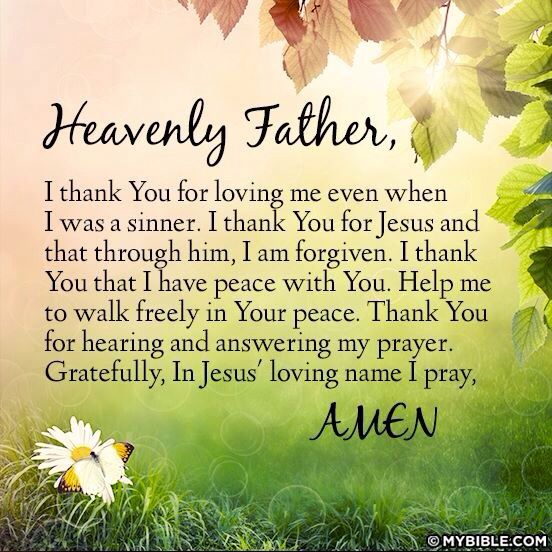 Heavenly Father,
I thank You for loving me even when
I was a sinner. I thank You for Jesus and
that through him, I am forgiven. I thank
You that I have peace with You. Help me
to walk freely in Your peace. Thank You
for hearing and answering my prayer.
Gratefully, In Jesus' loving name I pray,
AMEN
© MYBIBLE.COM